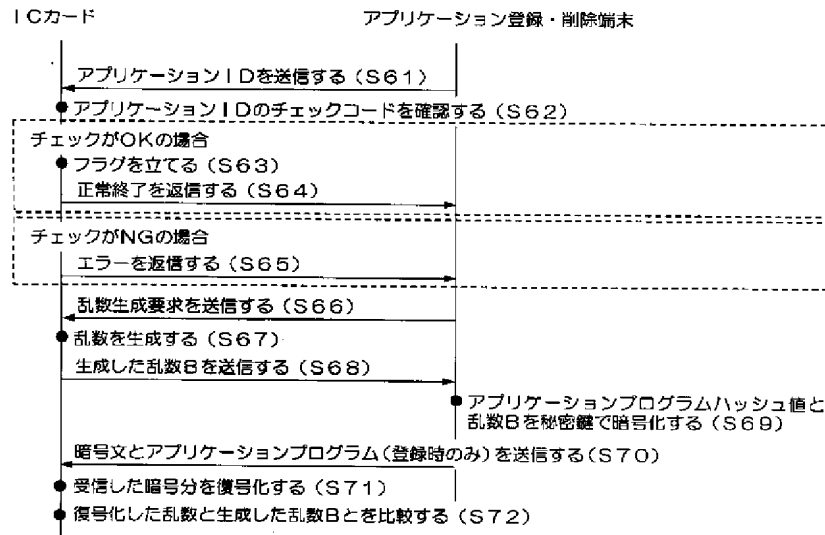 ICカード
アプリケーション登録・削除端末
アプリケーションIDを送信する(S61)
アプリケーションIDのチェックコードを確認する(S62)
チェックがOKの場合
フラグを立てる(S63)
正常終了を返信する(S64)
チェックがNGの場合
エラーを返信する(S65)
乱数生成要求を送信する(S66)
乱数を生成する(S67)
生成した乱数Bを送信する(S68)
アプリケーションプログラムハッシュ値と
乱数Bを秘密鍵で暗号化する(S69)
暗号文とアプリケーションプログラム(登録時のみ)を送信する(S70)
受信した暗号分を復号化する(S71)
復号化した乱数と生成した乱数Bとを比較する(S72)